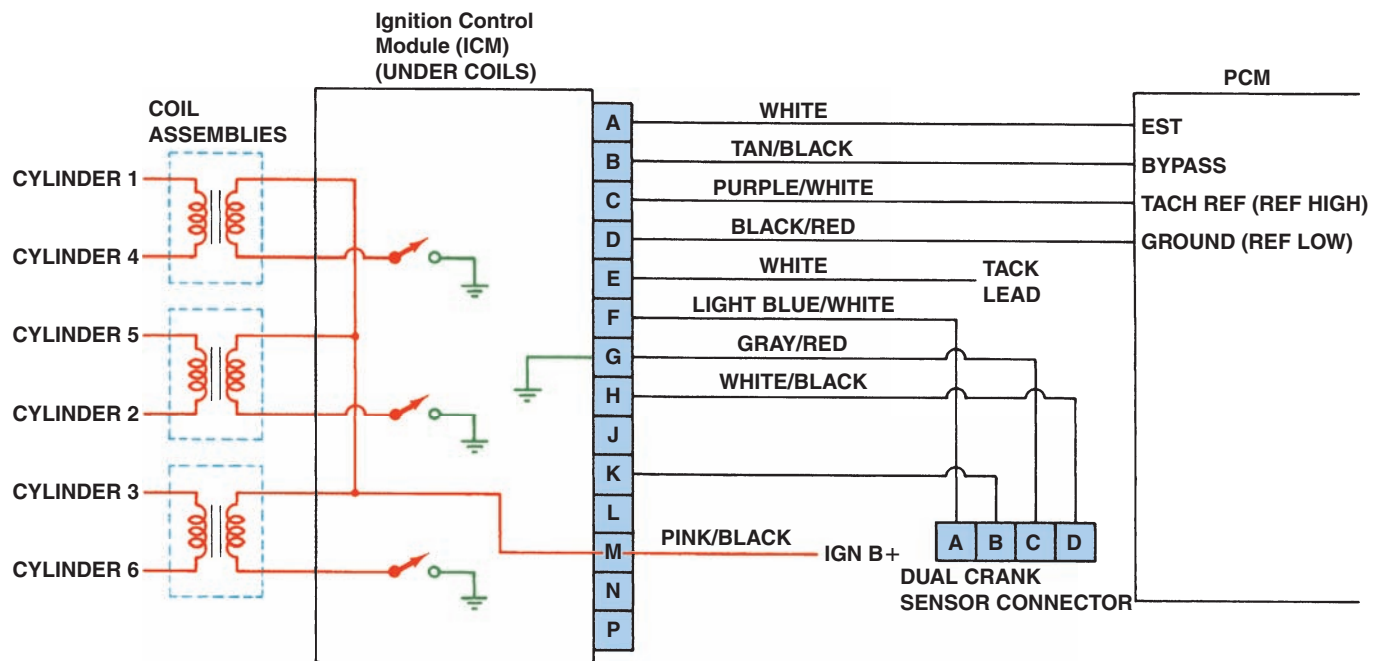 Ignition Control
Module (ICM)
(UNDER COILS)
PCM
COIL
ASSEMBLIES
CYLINDER 1
CYLINDER 4
CYLINDER 5
CYLINDER 2
CYLINDER 3
CYLINDER 6
A
B
C
D
E
F
G
H
J
K
L
M
N
P
WHITE
TAN/BLACK
PURPLE/WHITE
BLACK/RED
WHITE
TACK
LEAD
LIGHT BLUE/WHITE
GRAY/RED
WHITE/BLACK
PINK/BLACK
IGN B+
EST
BYPASS
TACH REF (REF HIGH)
GROUND (REF LOW)
A B C D
DUAL CRANK
SENSOR CONNECTOR